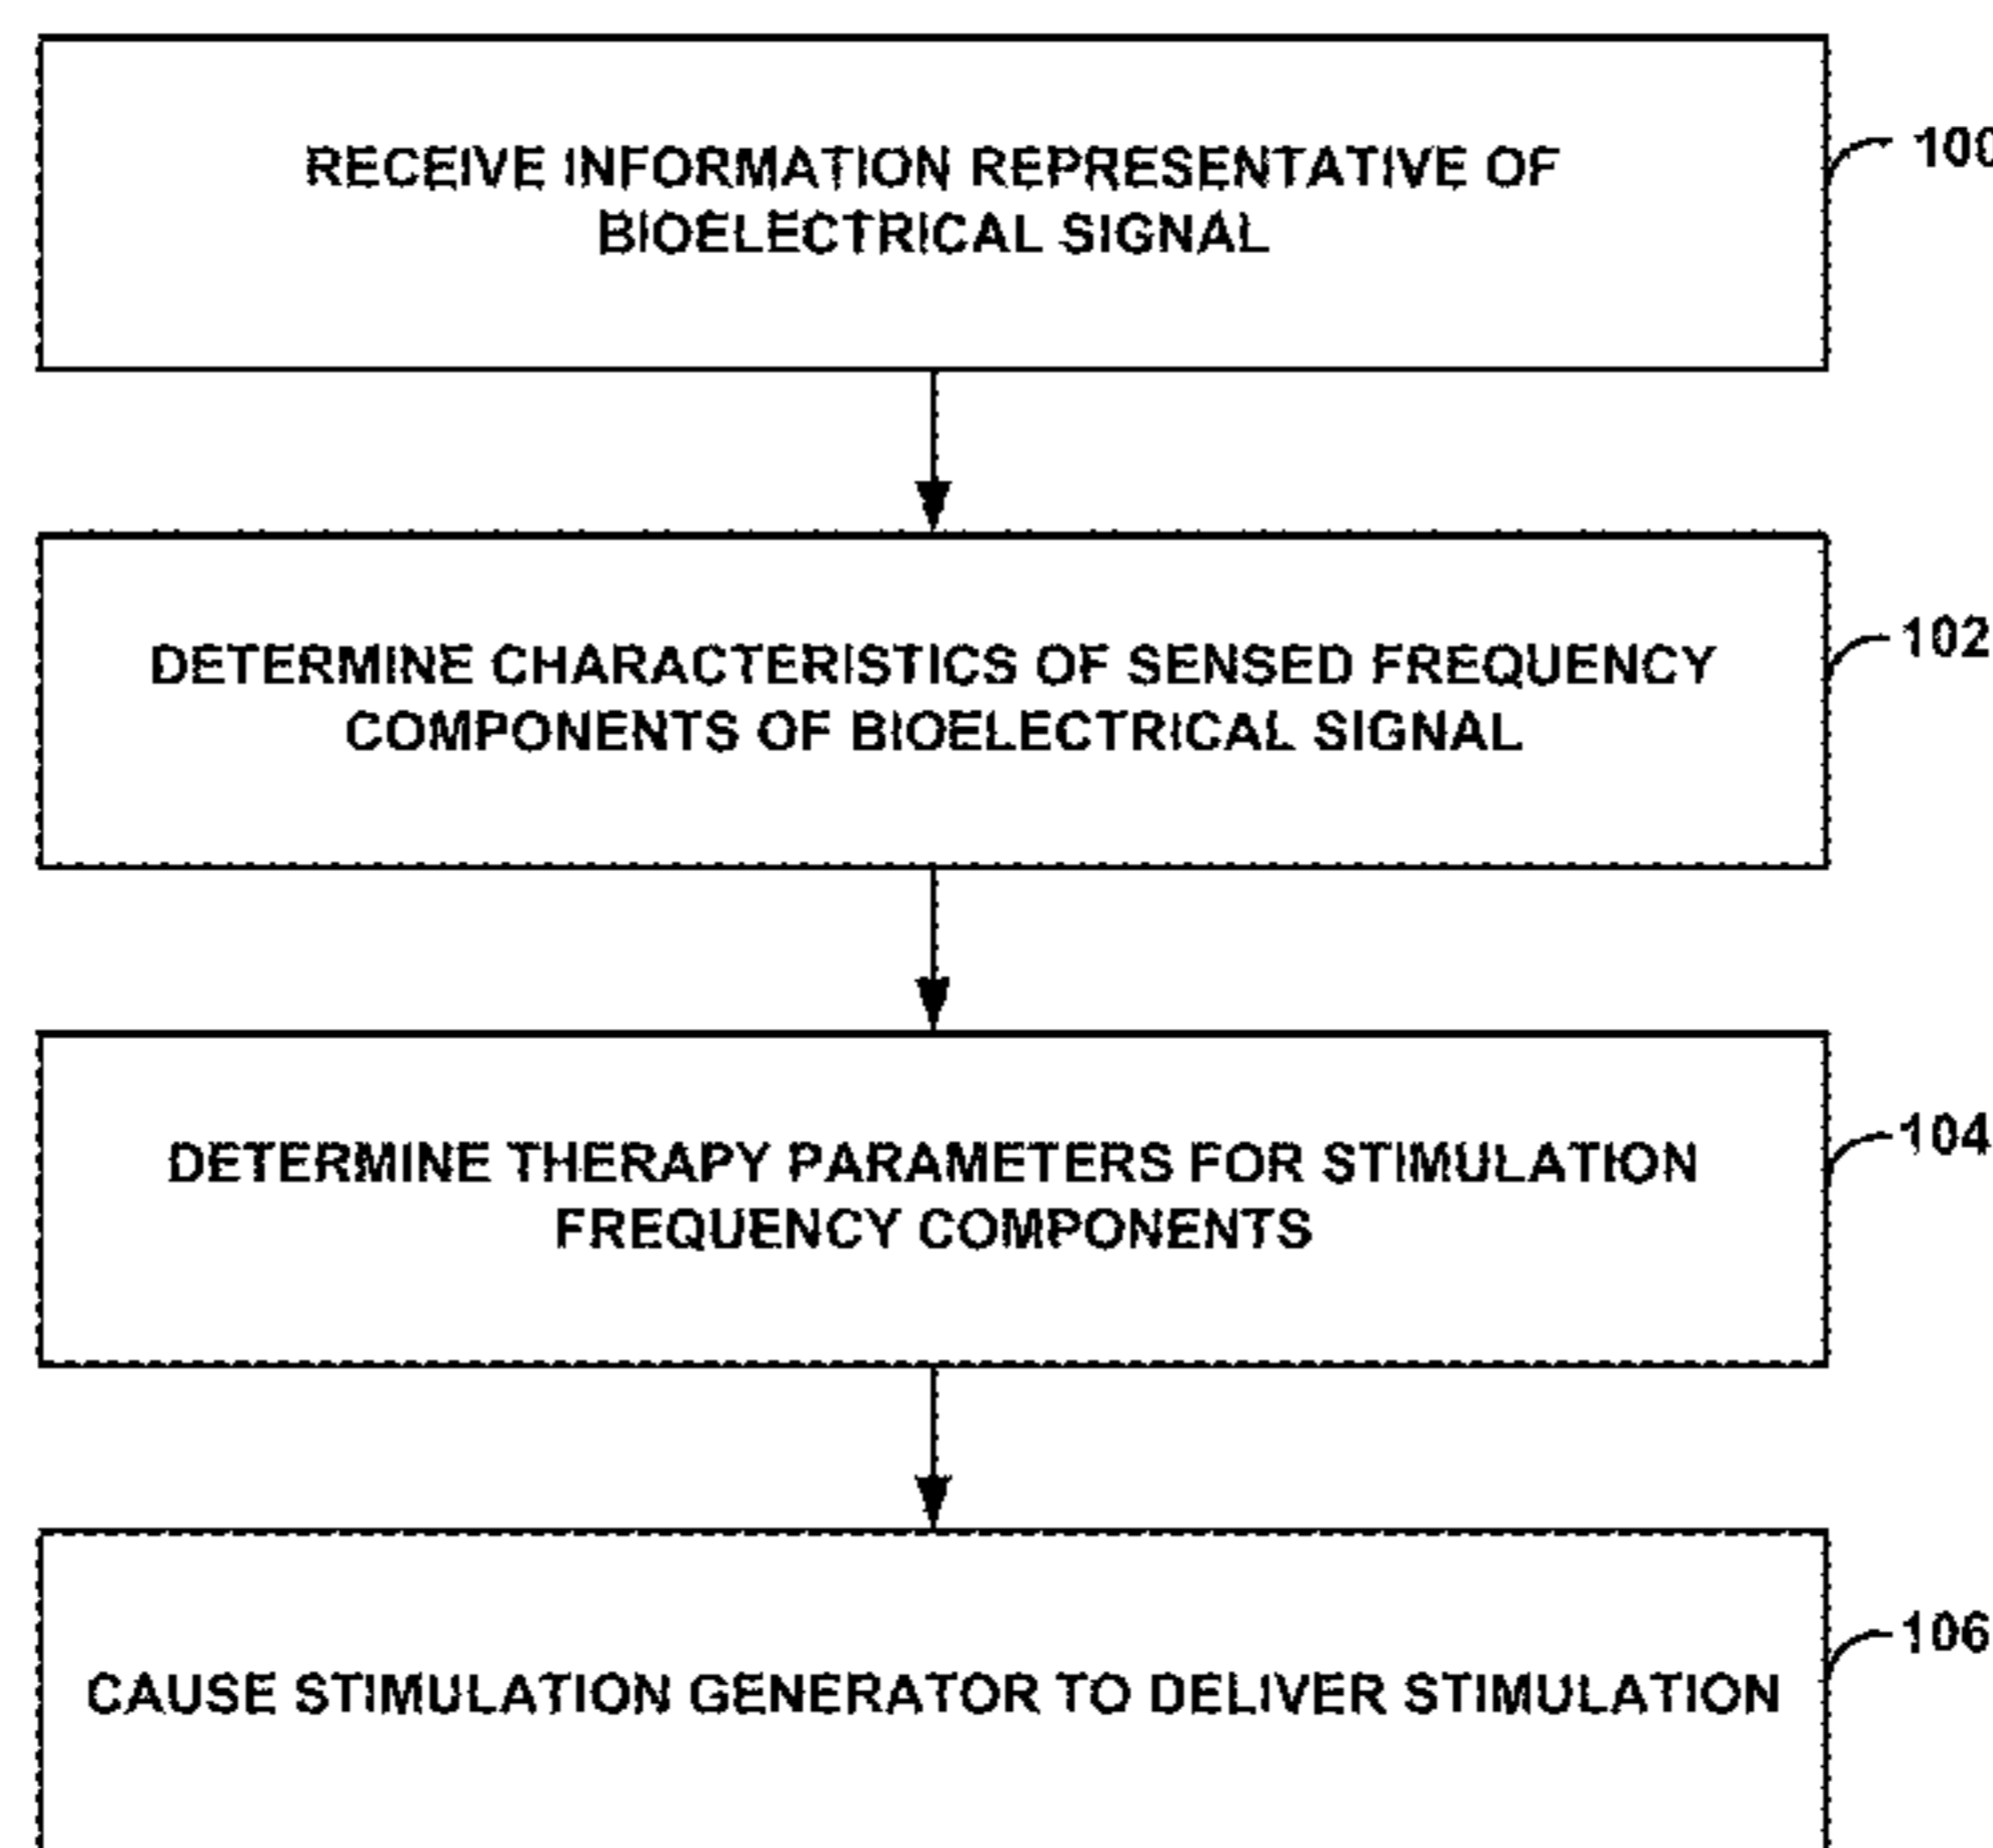 RECEIVE INFORMATION REPRESENTATIVE OF
BIOELECTRICAL SIGNAL
100
DETERMINE CHARACTERISTICS OF SENSED FREQUENCY
COMPONENTS OF BIOELECTRICAL SIGNAL
102
DETERMINE THERAPY PARAMETERS FOR STIMULATION
FREQUENCY COMPONENTS
104
CAUSE STIMULATION GENERATOR TO DELIVER STIMULATION
106